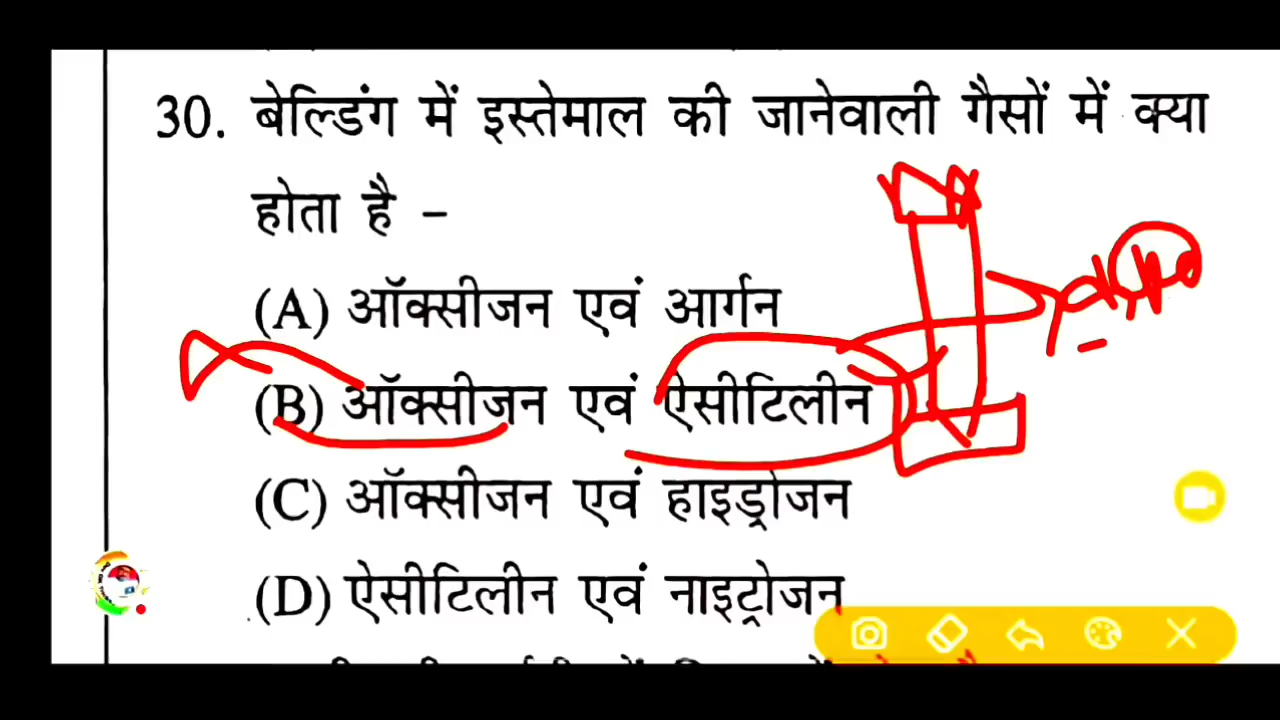 30. बेल्डिंग में इस्तेमाल की जानेवाली गैसों में क्या
होता है –
(A) ऑक्सीजन एवं आर्गन
(B) ऑक्सीजन एवं ऐसीटिलीन
(C) ऑक्सीजन एवं हाइड्रोजन
(D) ऐसीटिलीन एवं नाइट्रोजन